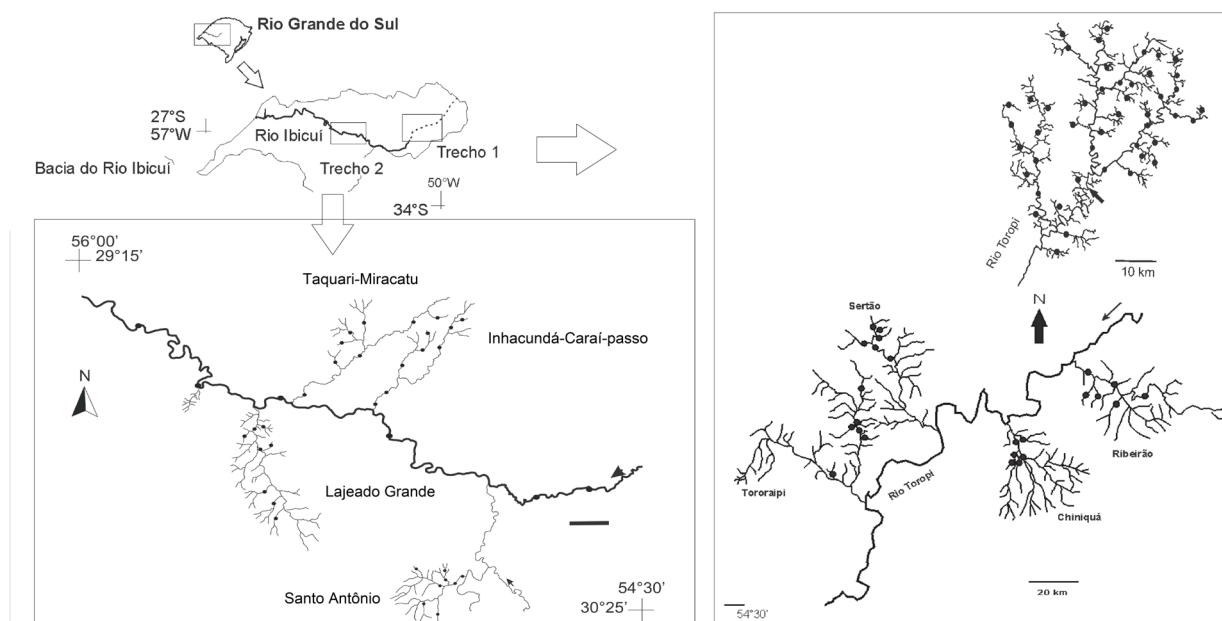 Rio Grande do Sul
27°S
57°W
Rio Ibicuí
Trecho 1
Trecho 2
Bacia do Rio Ibicuí
50°W
34°S
56°00'
29°15'
Taquari-Miracatu
Inhacundá-Caraí-passo
N
Lajeado Grande
Santo Antônio
54°30'
30°25'
Rio Toropi
10 km
N
Sertão
Ribeirão
Tororaipi
Rio Toropi
Chiniquá
20 km
54°30'